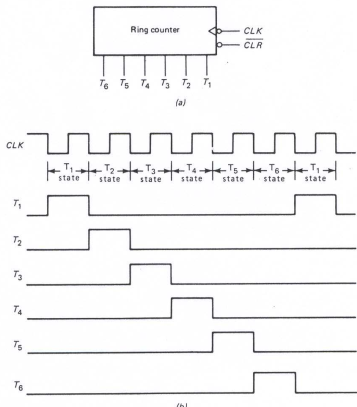 Ring counter
CLK
CLR
T6 T5 T4 T3 T2 T1
(a)
CLK
T1 state T2 state T3 state T4 state T5 state T6 state T1 state
T1
T2
T3
T4
T5
T6
(b)